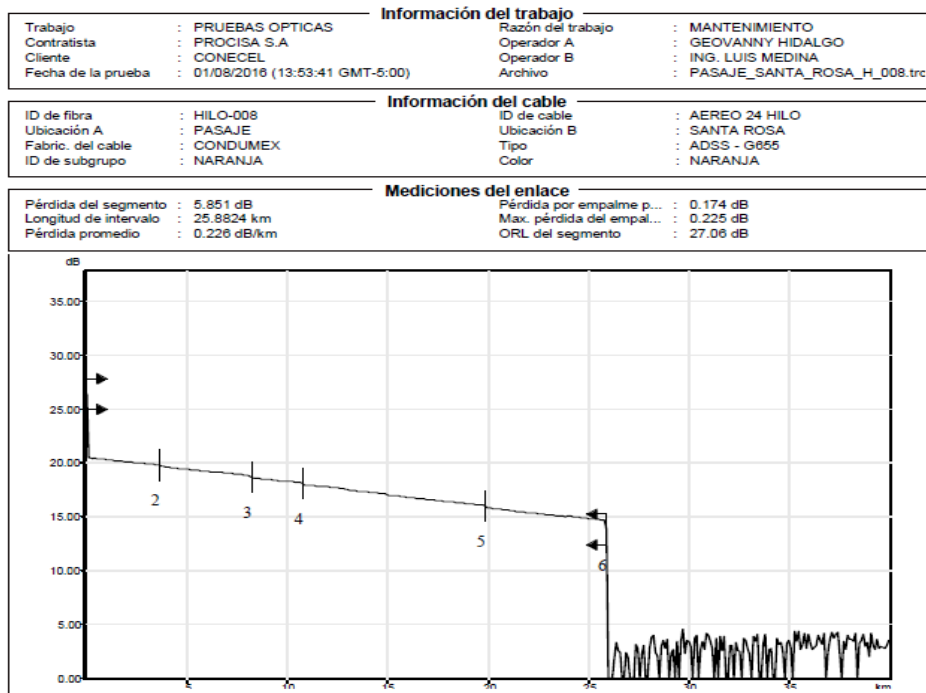 Información del trabajo
Trabajo : PRUEBAS OPTICAS Razón del trabajo : MANTENIMIENTO
Contratista : PROCISA S.A Operador A : GEOVANNY HIDALGO
Cliente : CONECEL Operador B : ING. LUIS MEDINA
Fecha de la prueba : 01/08/2016 (13:53:41 GMT-5:00) Archivo : PASAJE_SANTA_ROSA_H_008.trc
Información del cable
ID de fibra : HILO-008 ID de cable : AEREO 24 HILO
Ubicación A : PASAJE Ubicación B : SANTA ROSA
Fabric. del cable : CONDUMEX Tipo : ADSS - G655
ID de subgrupo : NARANJA Color : NARANJA
Mediciones del enlace
Pérdida del segmento : 5.851 dB Pérdida por empalme p... : 0.174 dB
Longitud de intervalo : 25.8824 km Max. pérdida del empal... : 0.225 dB
Pérdida promedio : 0.226 dB/km ORL del segmento : 27.06 dB
dB
35.00
30.00
25.00
20.00
2
3
4
15.00
5
6
10.00
5.00
0.00
5 10 15 20 25 30 35 km